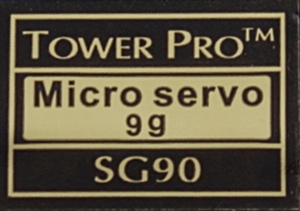 TOWER PRO™
Micro servo
9g
SG90